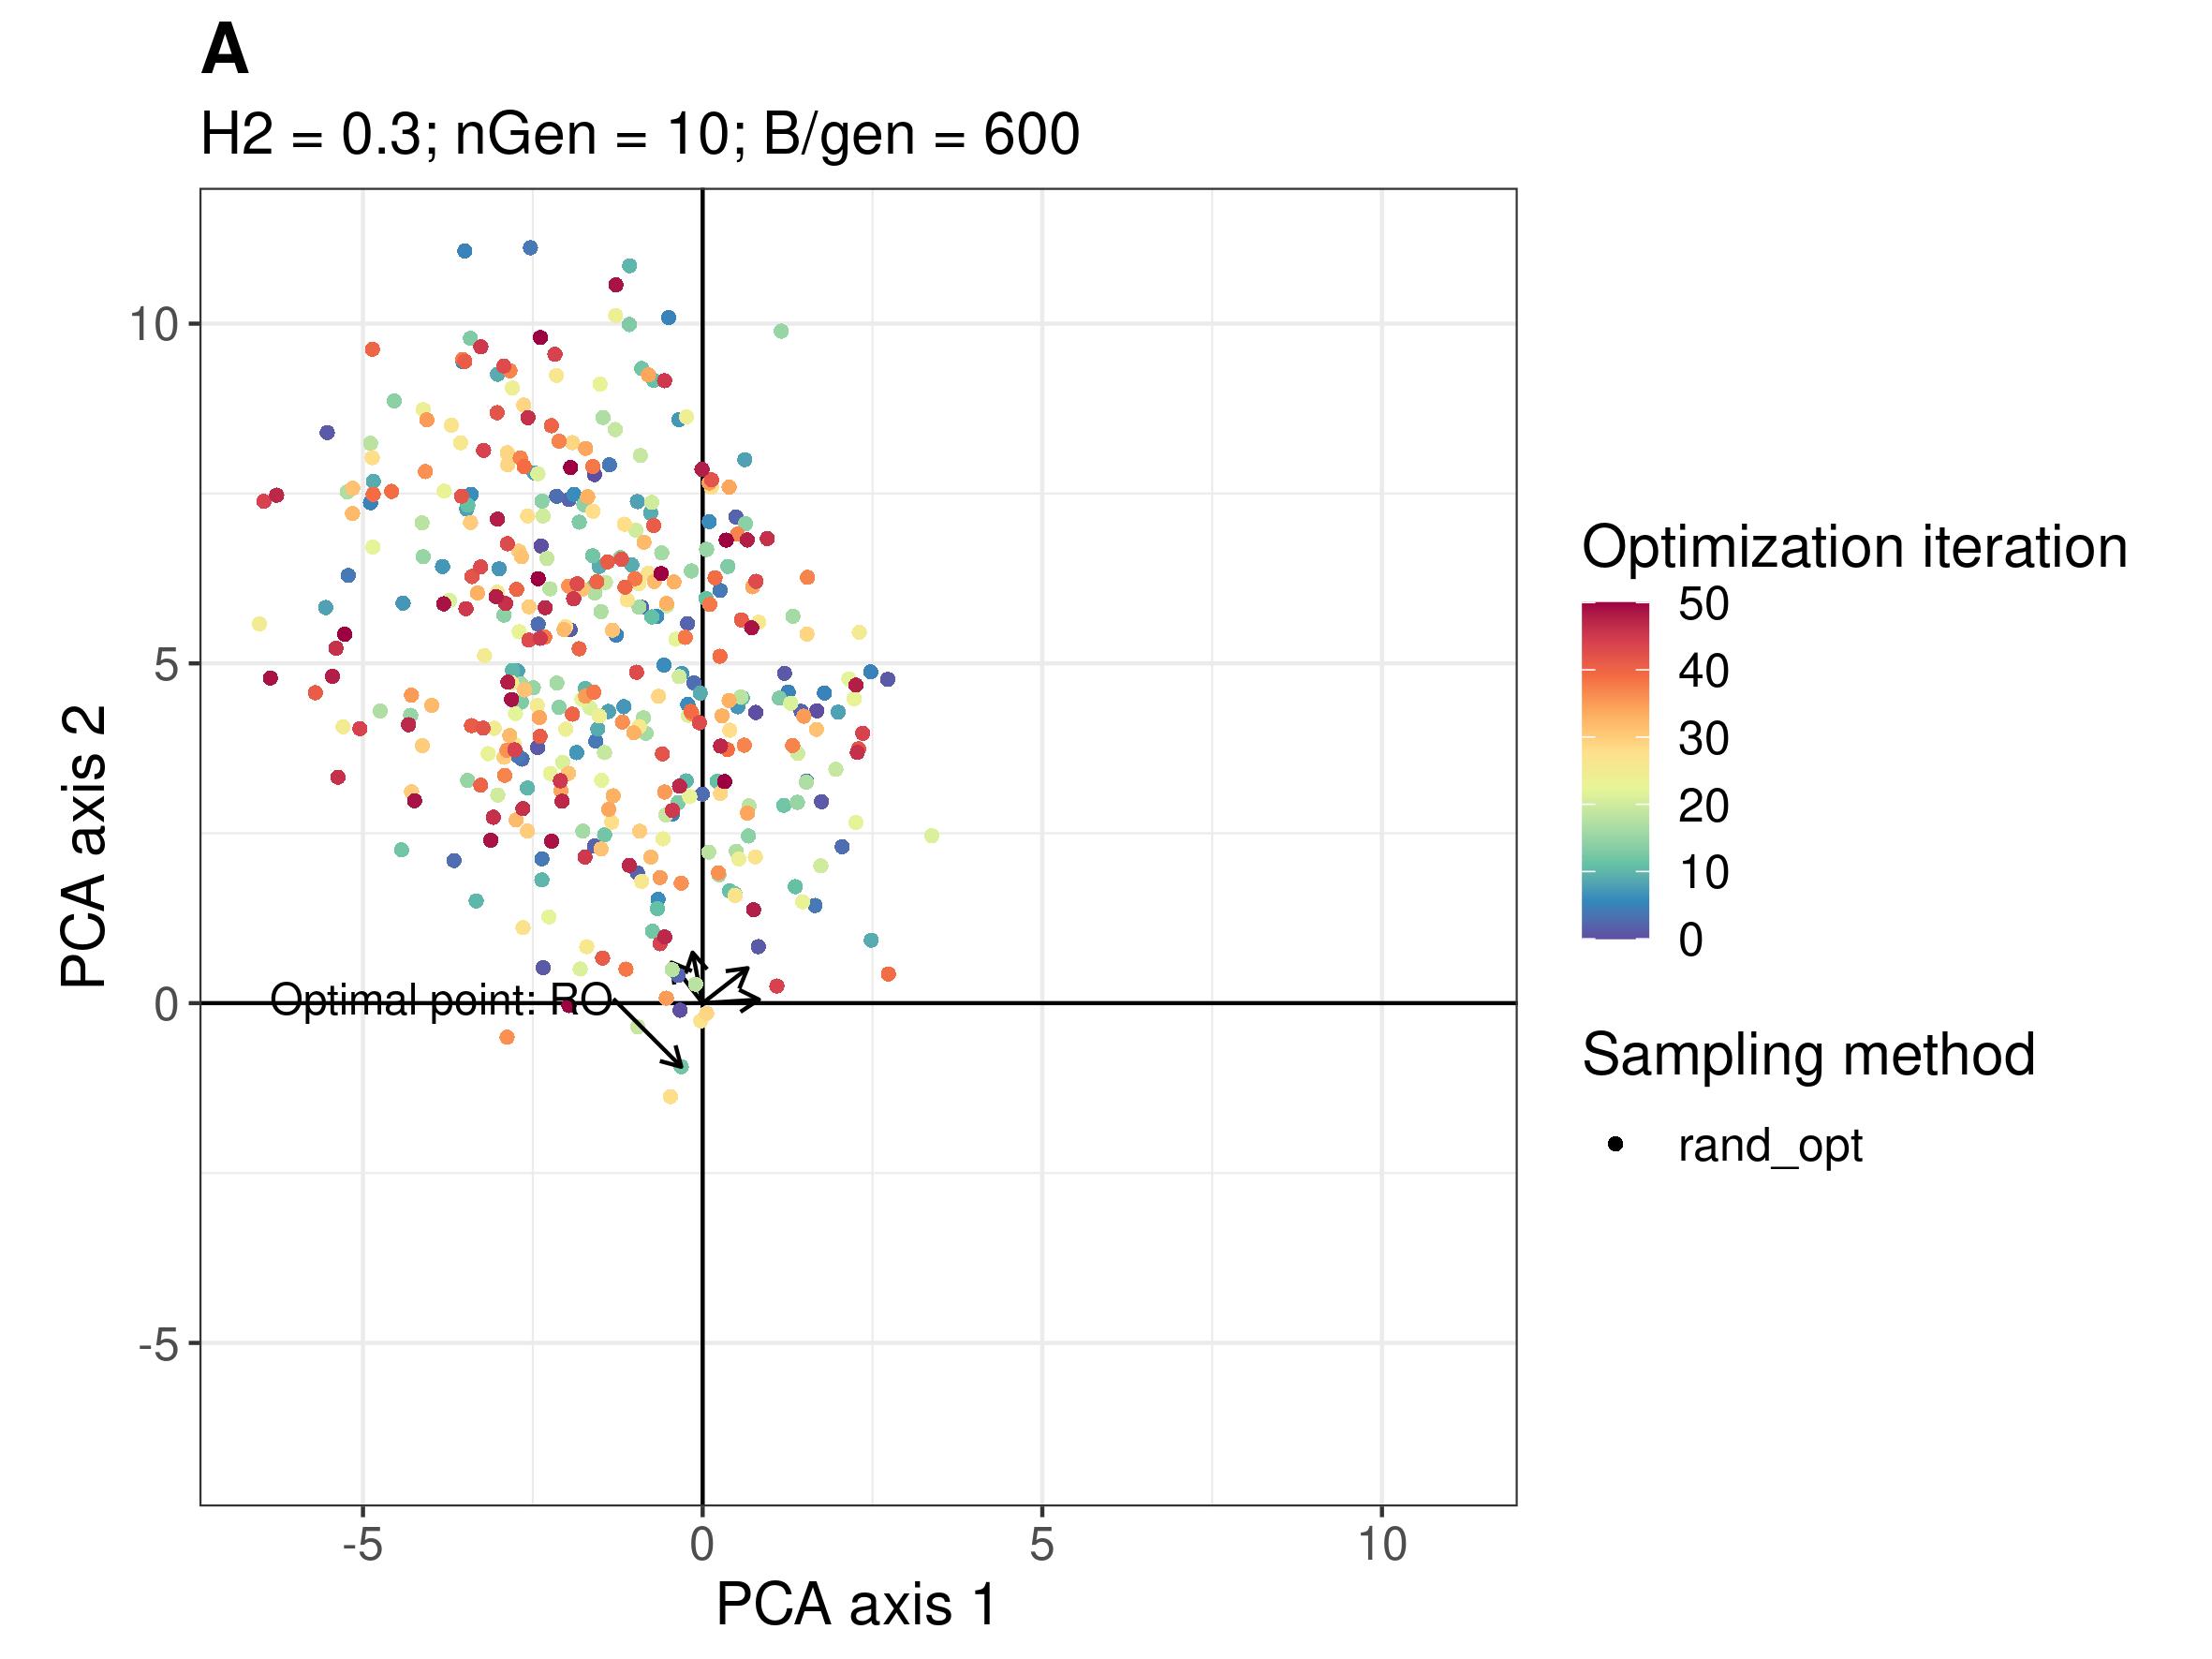 A
H2 = 0.3; nGen = 10; B/gen = 600
10
5
0
-5
PCA axis 2
Optimal point: RO
-5
0
5
10
PCA axis 1
Optimization iteration
50
40
30
20
10
0
Sampling method
rand_opt